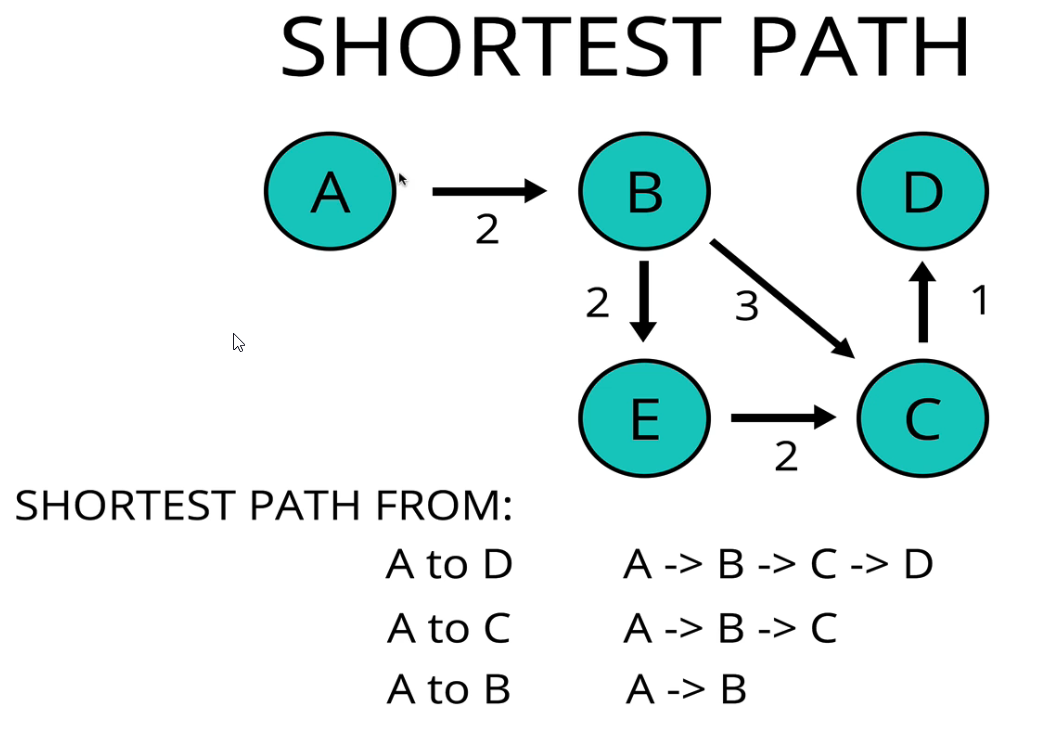 SHORTEST PATH
A
B
D
2
2
3
1
E
C
2
SHORTEST PATH FROM:
A to D A -> B -> C -> D
A to C A -> B -> C
A to B A -> B